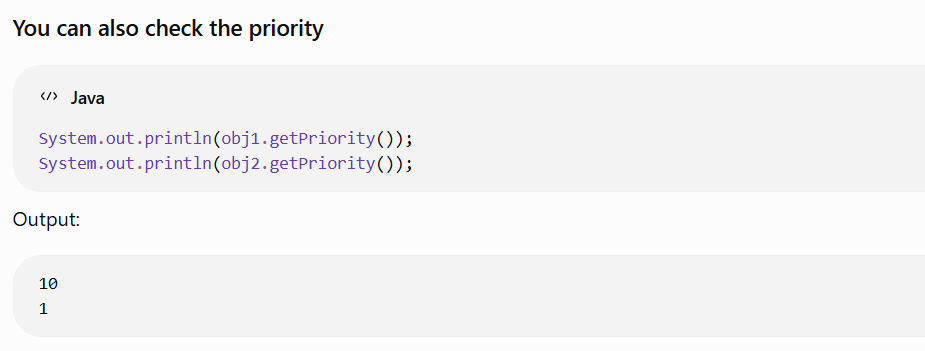 You can also check the priority
</> Java
System.out.println(obj1.getPriority());
System.out.println(obj2.getPriority());
Output:
10
1